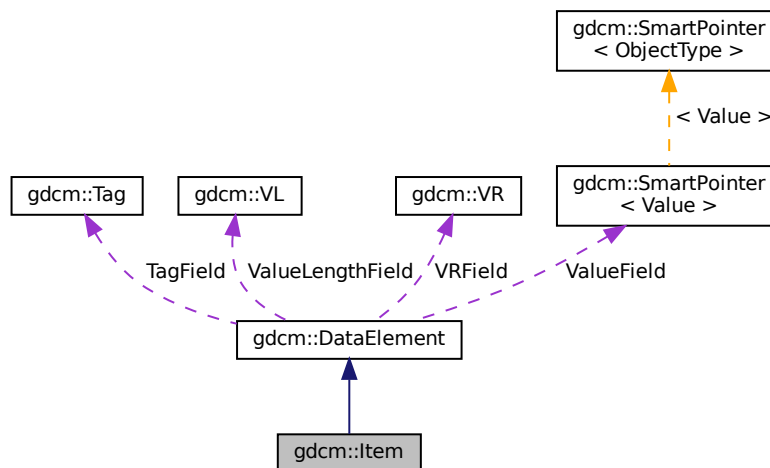 gdcm::SmartPointer
< ObjectType >
< Value >
gdcm::Tag
gdcm::VL
gdcm::VR
gdcm::SmartPointer
< Value >
TagField
ValueLengthField
VRField
ValueField
gdcm::DataElement
gdcm::Item